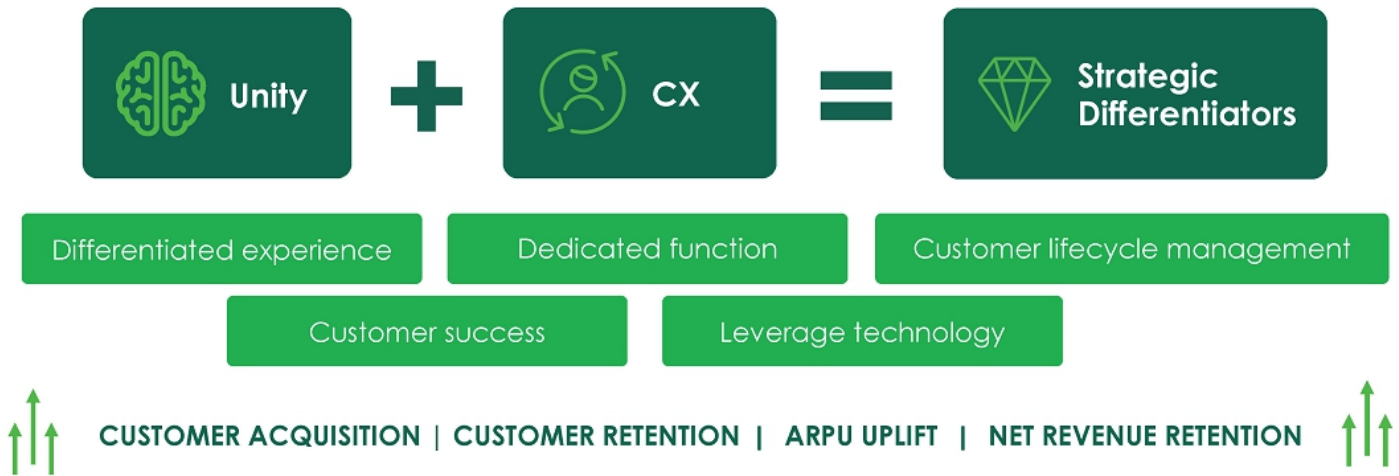 Unity
CX
Strategic
Differentiators
Differentiated experience
Dedicated function
Customer lifecycle management
Customer success
Leverage technology
CUSTOMER ACQUISITION | CUSTOMER RETENTION | ARPU UPLIFT | NET REVENUE RETENTION